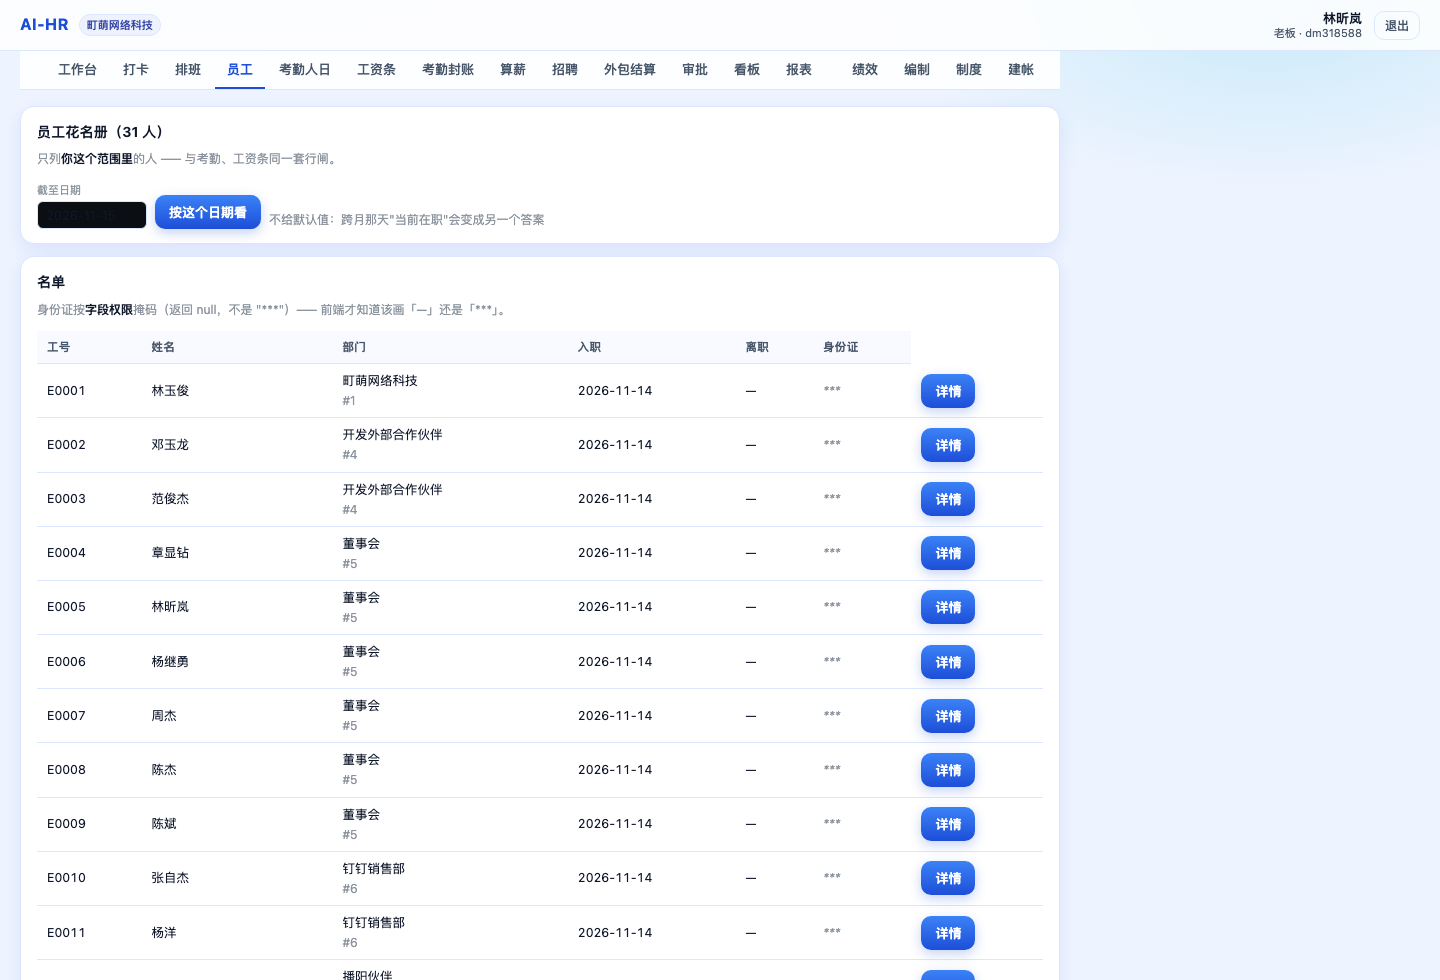 AI-HR 町萌网络科技
林昕岚
老板 · dm318588
退出
工作台 打卡 排班 员工 考勤人日 工资条 考勤封账 算薪 招聘 外包结算 审批 看板 报表 绩效 编制 制度 建帐
员工花名册（31 人）
只列你这个范围里的人 —— 与考勤、工资条同一套行闸。
截至日期
2026-11-15 按这个日期看 不给默认值：跨月那天"当前在职"会变成另一个答案
名单
身份证按字段权限掩码（返回 null，不是 "***"）—— 前端才知道该画「—」还是「***」。
工号 姓名 部门 入职 离职 身份证
E0001 林玉俊 町萌网络科技 #1 2026-11-14 — *** 详情
E0002 邓玉龙 开发外部合作伙伴 #4 2026-11-14 — *** 详情
E0003 范俊杰 开发外部合作伙伴 #4 2026-11-14 — *** 详情
E0004 章显钻 董事会 #5 2026-11-14 — *** 详情
E0005 林昕岚 董事会 #5 2026-11-14 — *** 详情
E0006 杨继勇 董事会 #5 2026-11-14 — *** 详情
E0007 周杰 董事会 #5 2026-11-14 — *** 详情
E0008 陈杰 董事会 #5 2026-11-14 — *** 详情
E0009 陈斌 董事会 #5 2026-11-14 — *** 详情
E0010 张自杰 钉钉销售部 #6 2026-11-14 — *** 详情
E0011 杨洋 钉钉销售部 #6 2026-11-14 — *** 详情
播阳伙伴